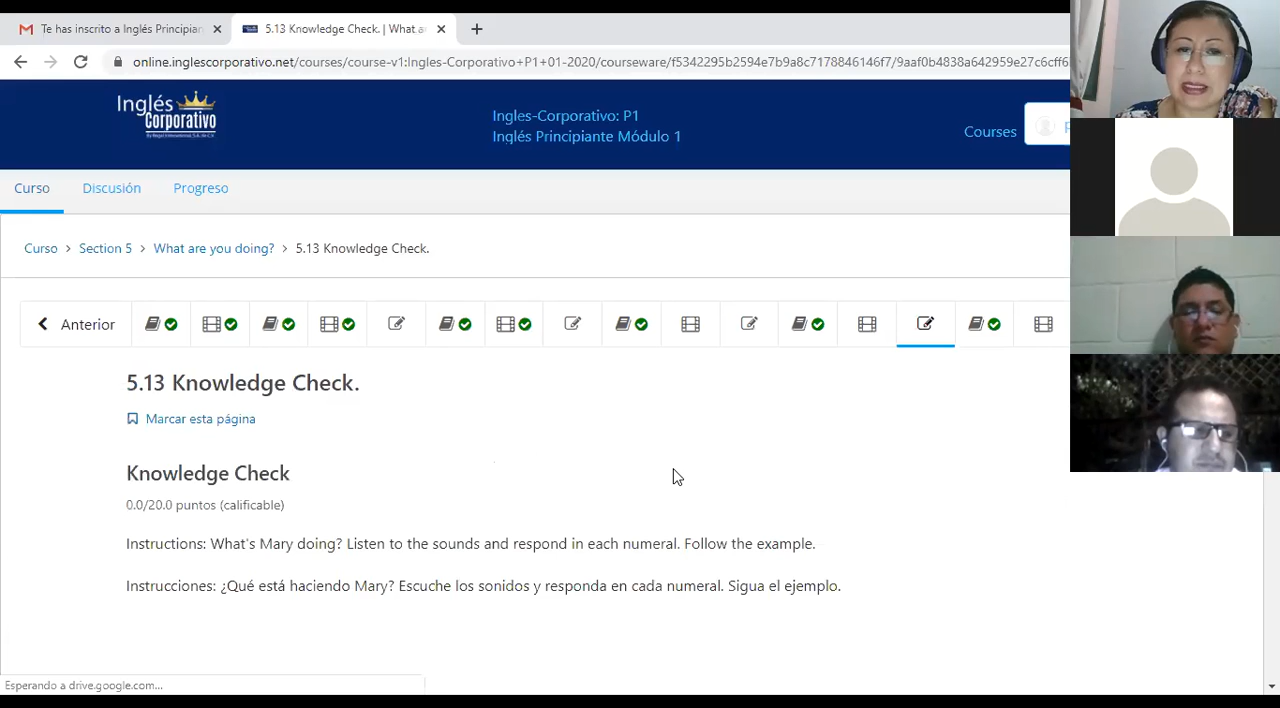 Te has inscrito a Inglés Principian
5.13 Knowledge Check. | What a
online.inglescorporativo.net/courses/course-v1:Ingles-Corporativo+P1+01-2020/courseware/f5342295b2594e7b9a8c7178846146f7/9aaf0b4838a642959e27c6cff6
Inglés
Corporativo
Ingles-Corporativo: P1
Inglés Principiante Módulo 1
Courses
Curso
Discusión
Progreso
Curso > Section 5 > What are you doing? > 5.13 Knowledge Check.
Anterior
5.13 Knowledge Check.
Marcar esta página
Knowledge Check
0.0/20.0 puntos (calificable)
Instructions: What's Mary doing? Listen to the sounds and respond in each numeral. Follow the example.
Instrucciones: ¿Qué está haciendo Mary? Escuche los sonidos y responda en cada numeral. Sigua el ejemplo.
Esperando a drive.google.com...